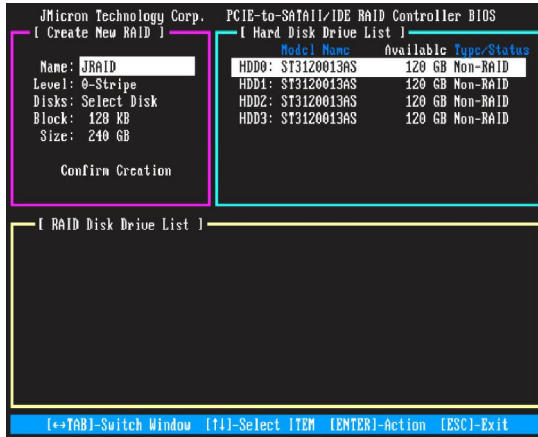 JMicron Technology Corp. PCIE-to-SATAII/IDE RAID Controller BIOS
[ Create New RAID ]
Name: JRAID
Level: 0-Stripe
Disks: Select Disk
Block: 128 KB
Size: 240 GB
Confirm Creation
[ Hard Disk Drive List ]
Model Name Available Type/Status
HDD0: ST3120013AS 120 GB Non-RAID
HDD1: ST3120013AS 120 GB Non-RAID
HDD2: ST3120013AS 120 GB Non-RAID
HDD3: ST3120013AS 120 GB Non-RAID
[ RAID Disk Drive List ]
[←→TAB]-Switch Window [↑↓]-Select ITEM [ENTER]-Action [ESC]-Exit